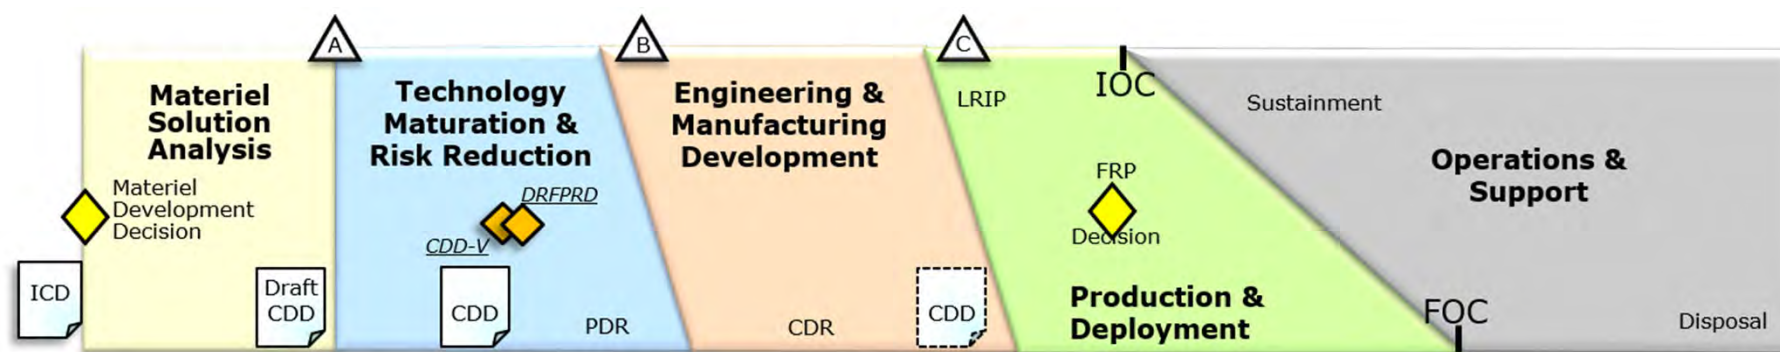 A
B
C
Materiel
Solution
Analysis
Materiel
Development
Decision
ICD
Draft
CDD
Technology
Maturation &
Risk Reduction
DRFPRD
CDD-V
CDD
PDR
Engineering &
Manufacturing
Development
CDR
CDD
LRIP
IOC
FRP
Decision
Production &
Deployment
FOC
Sustainment
Operations &
Support
Disposal